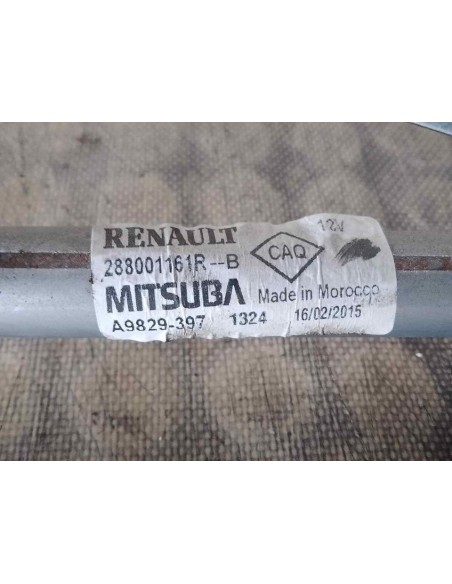 RENAULT
12V
288001161R--B
CAQ
MITSUBA Made in Morocco
A9829-397 1324 16/02/2015